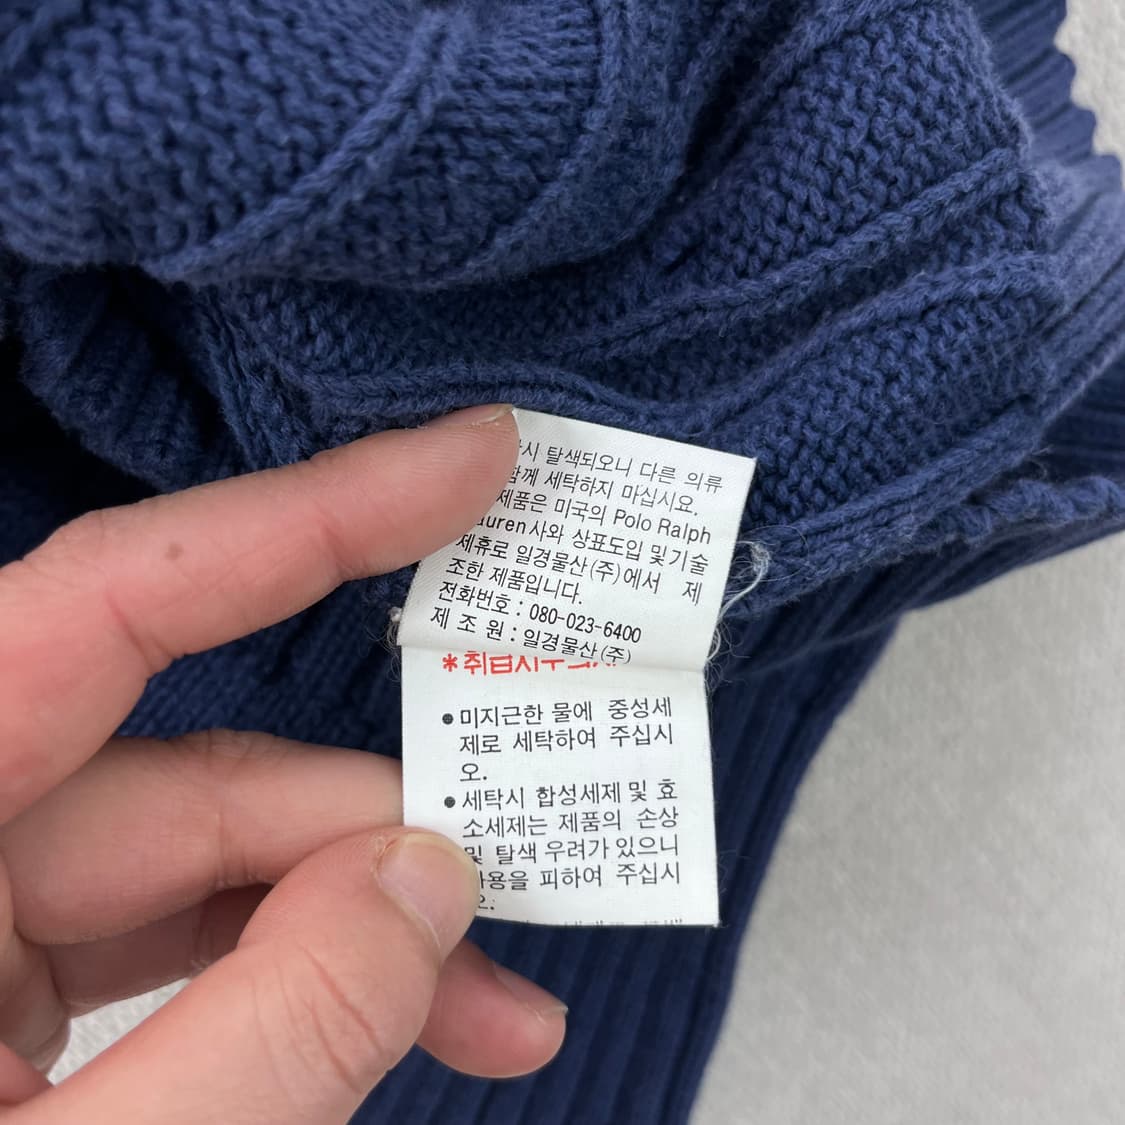 탈색되오니 다른 의류
함께 세탁하지 마십시요.
제품은 미국의 Polo Ralph
uren사와 상표도입 및 기술
제휴로 일경물산(주)에서 제
조한 제품입니다.
전화번호 : 080-023-6400
제 조 원 : 일경물산(주)
● 미지근한 물에 중성세
제로 세탁하여 주십시
오.
● 세탁시 합성세제 및 효
소세제는 제품의 손상
및 탈색 우려가 있으니
사용을 피하여 주십시
오.